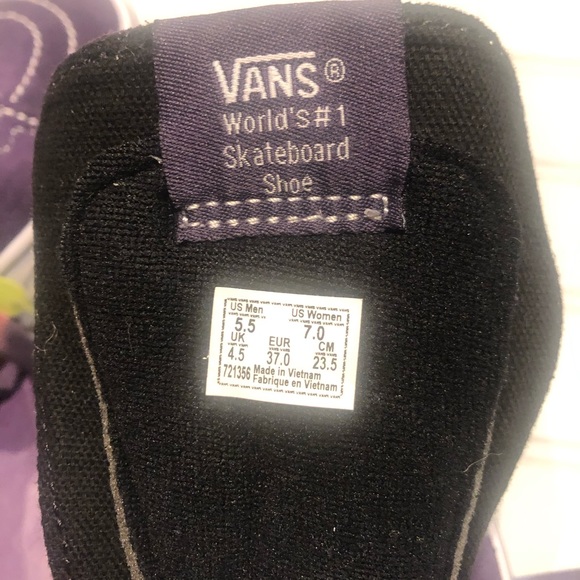 VANS®
World's #1
Skateboard
Shoe
US Men US Women
5.5 7.0
UK EUR CM
4.5 37.0 23.5
721356 Made in Vietnam
Fabrique en Vietnam